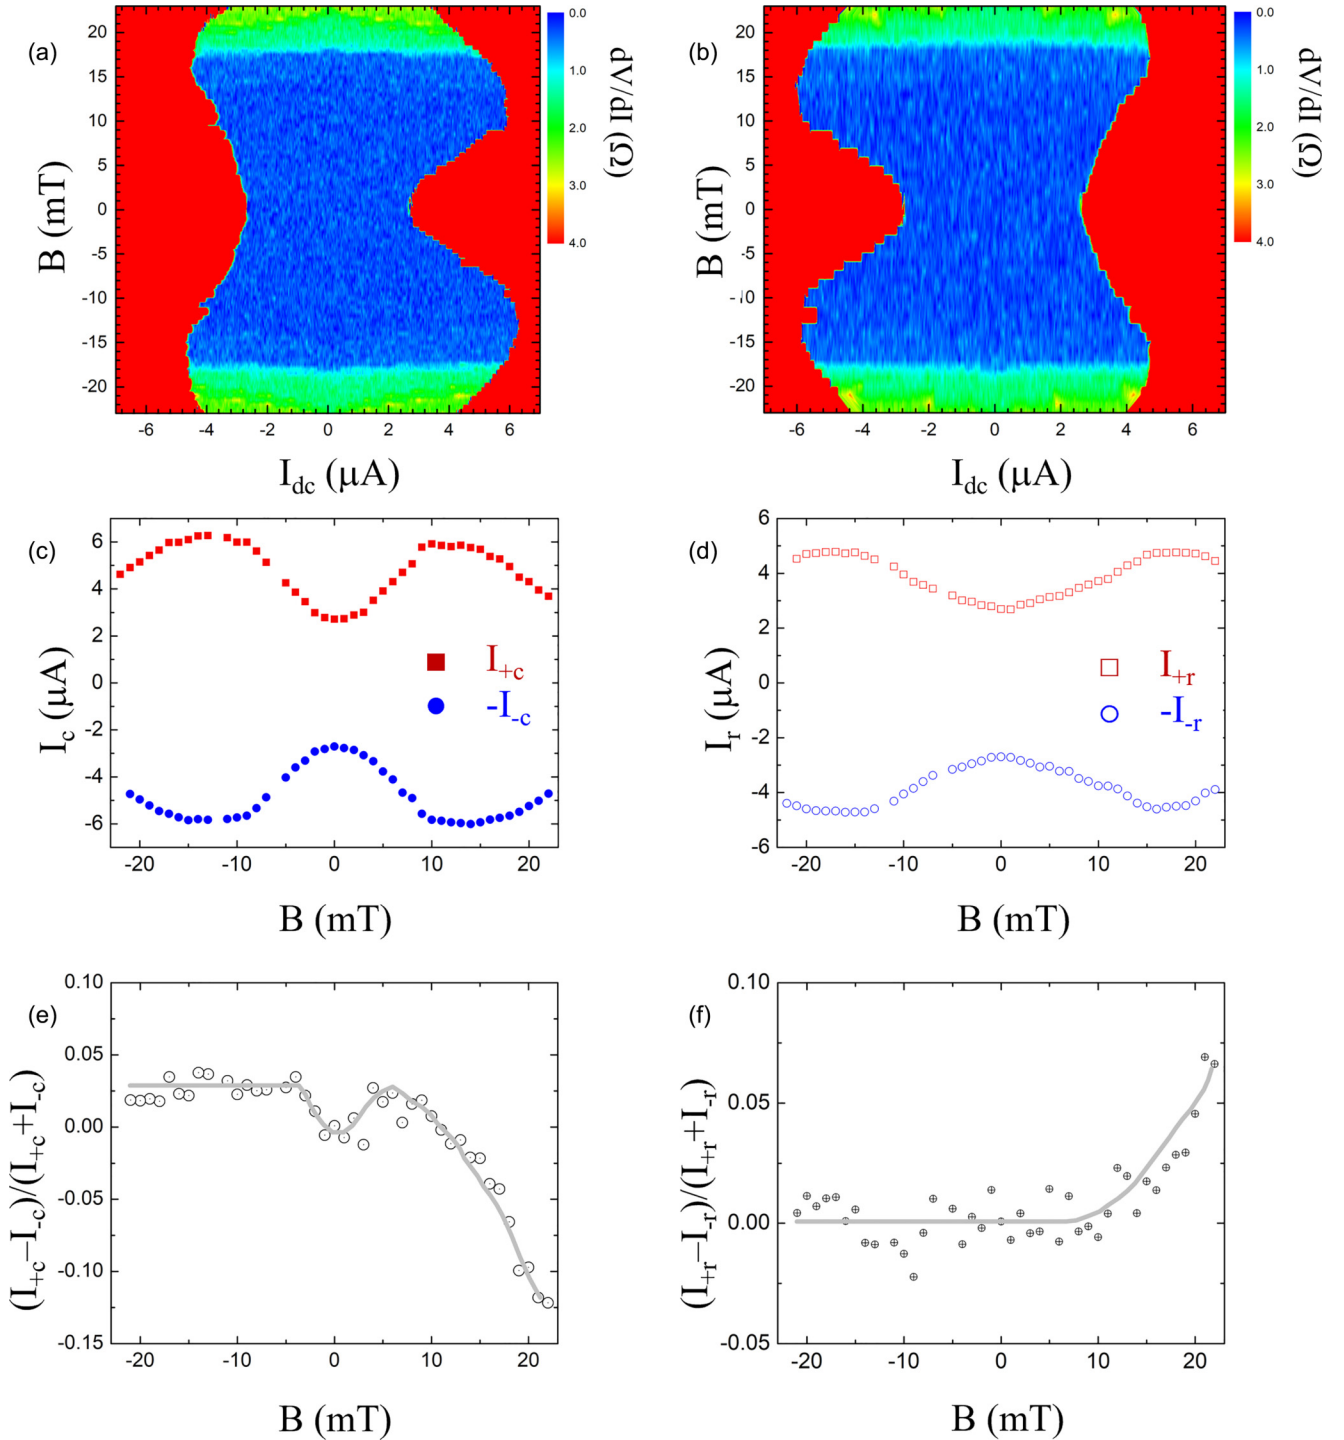 (a)
20
15
10
5
0
-5
-10
-15
-20
B (mT)
-6 -4 -2 0 2 4 6
I_dc (μA)
0.0
1.0
2.0
3.0
4.0
dV/dI (Ω)
(b)
20
15
10
5
0
-5
-10
-15
-20
B (mT)
-6 -4 -2 0 2 4 6
I_dc (μA)
0.0
1.0
2.0
3.0
4.0
dV/dI (Ω)
(c)
6
4
2
0
-2
-4
-6
I_c (μA)
I_+c
-I_-c
-20 -10 0 10 20
B (mT)
(d)
6
4
2
0
-2
-4
-6
I_r (μA)
I_+r
-I_-r
-20 -10 0 10 20
B (mT)
(e)
0.10
0.05
0.00
-0.05
-0.10
-0.15
(I_+c−I_-c)/(I_+c+I_-c)
-20 -10 0 10 20
B (mT)
(f)
0.10
0.05
0.00
-0.05
(I_+r−I_-r)/(I_+r+I_-r)
-20 -10 0 10 20
B (mT)